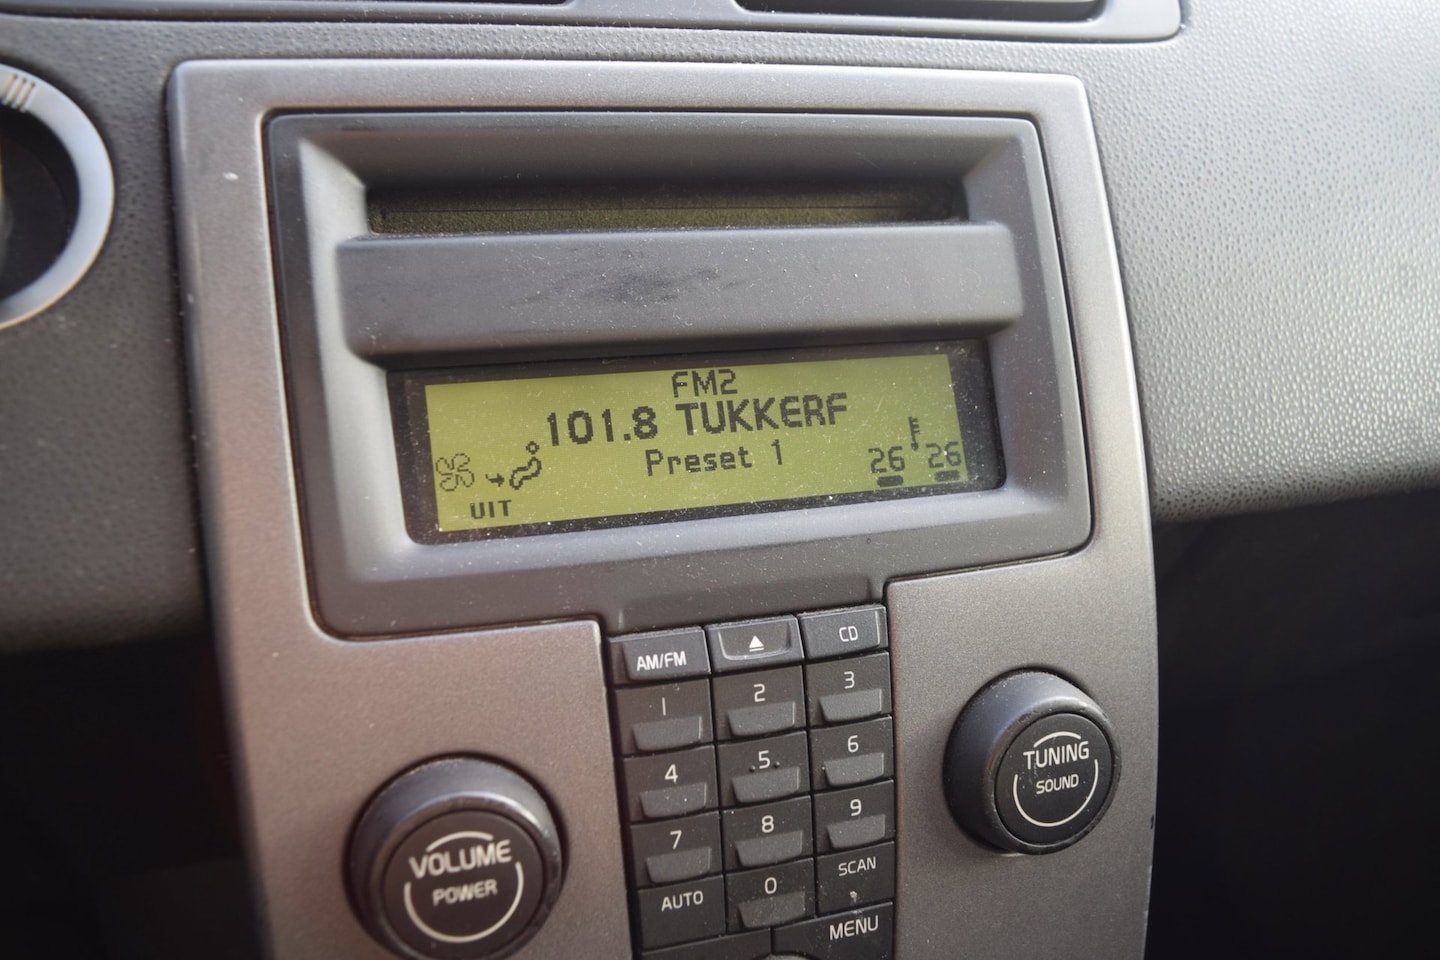 FM2
101.8 TUKKERF
Preset 1
26 26
UIT
AM/FM
CD
1
2
3
4
5
6
7
8
9
AUTO
0
SCAN
MENU
VOLUME
POWER
TUNING
SOUND